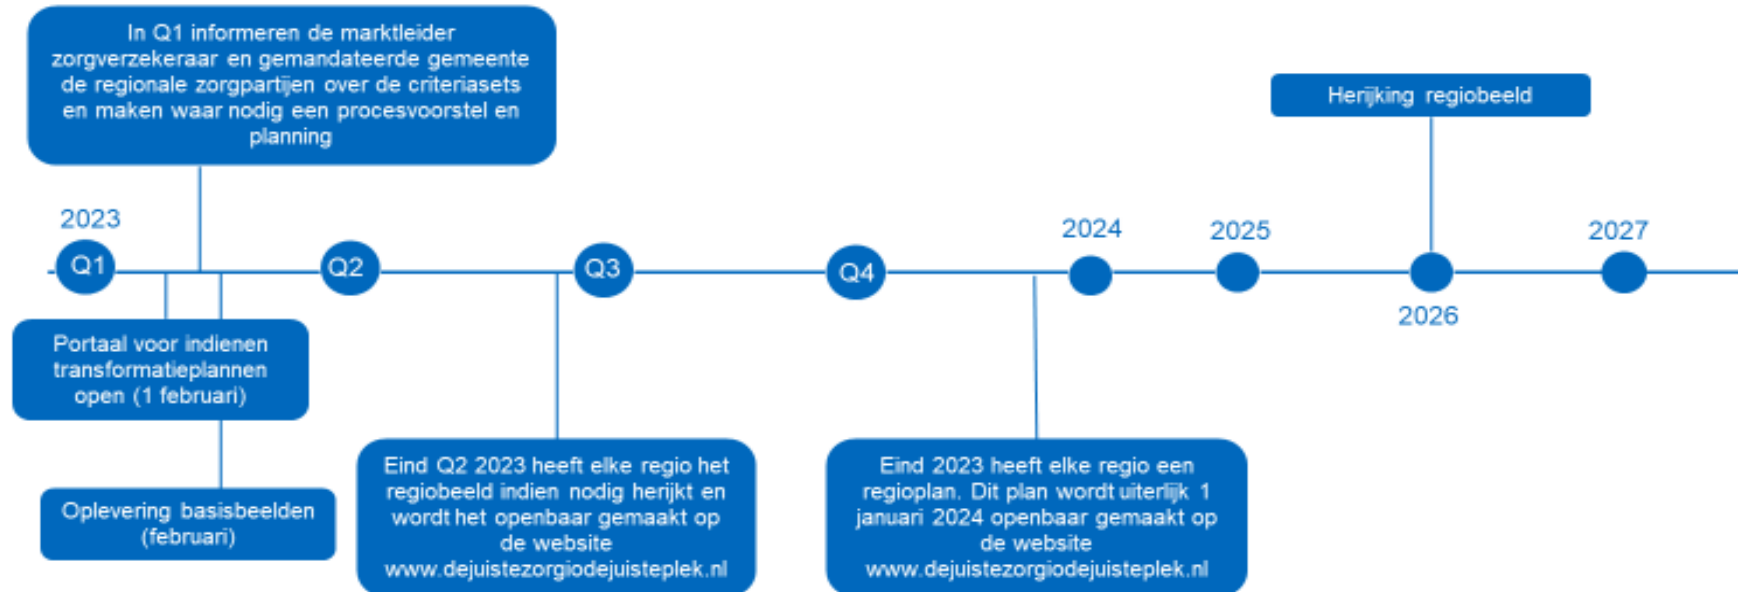 In Q1 informeren de marktleider
zorgverzekeraar en gemandateerde gemeente
de regionale zorgpartijen over de criteriasets
en maken waar nodig een procesvoorstel en
planning
Herijking regiobeeld
2023
2024
2025
2027
Q1
Q2
Q3
Q4
2026
Portaal voor indienen
transformatieplannen
open (1 februari)
Oplevering basisbeelden
(februari)
Eind Q2 2023 heeft elke regio het
regiobeeld indien nodig herijkt en
wordt het openbaar gemaakt op
de website
www.dejuistezorgiodejuisteplek.nl
Eind 2023 heeft elke regio een
regioplan. Dit plan wordt uiterlijk 1
januari 2024 openbaar gemaakt op
de website
www.dejuistezorgiodejuisteplek.nl